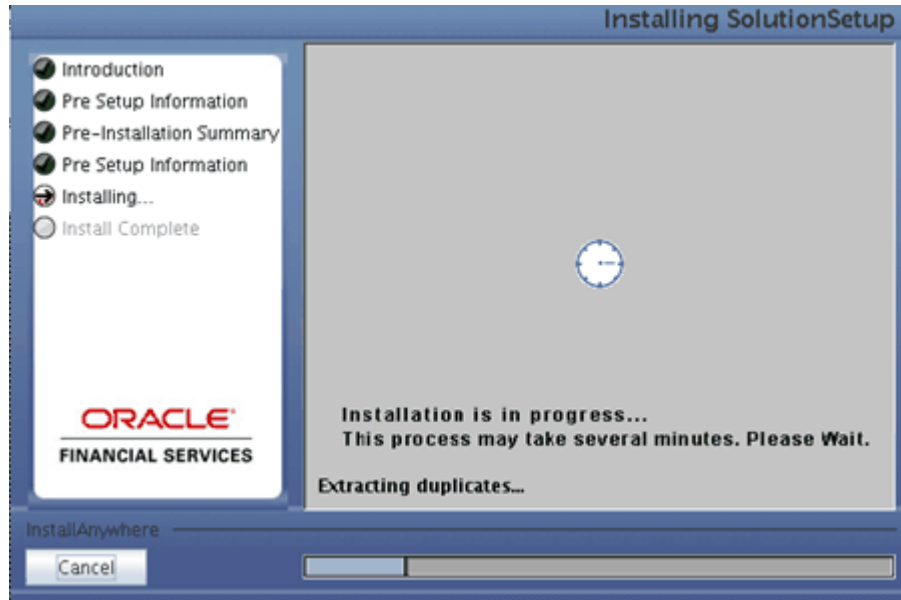 Installing SolutionSetup
Introduction
Pre Setup Information
Pre-Installation Summary
Pre Setup Information
Installing...
Install Complete
ORACLE
FINANCIAL SERVICES
Installation is in progress...
This process may take several minutes. Please Wait.
Extracting duplicates...
InstallAnywhere
Cancel